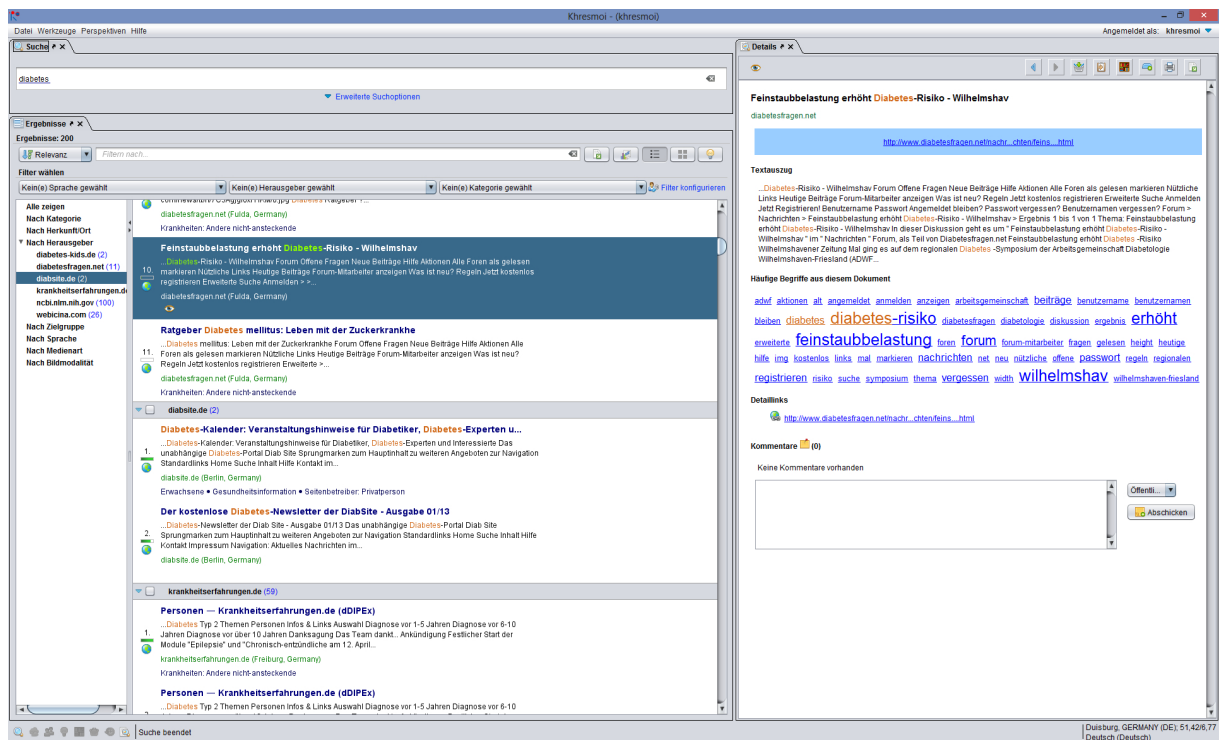 Khresmoi - (khresmoi)
Datei Werkzeuge Perspektiven Hilfe
Angemeldet als: khresmoi
Suche
diabetes
Erweiterte Suchoptionen
Ergebnisse
Ergebnisse: 200
Relevanz
Filtern nach...
Filter wählen
Kein(e) Sprache gewählt
Kein(e) Herausgeber gewählt
Kein(e) Kategorie gewählt
Filter konfigurieren
Alle zeigen
Nach Kategorie
Nach Herkunft/Ort
Nach Herausgeber
diabetes-kids.de (2)
diabetesfragen.net (11)
diabsite.de (2)
krankheitserfahrungen.de
ncbi.nlm.nih.gov (100)
webicina.com (26)
Nach Zielgruppe
Nach Sprache
Nach Medienart
Nach Bildmodalität
diabetesfragen.net (Fulda, Germany)
Krankheiten: Andere nicht-ansteckende
10.
Feinstaubbelastung erhöht Diabetes-Risiko - Wilhelmshav
...Diabetes-Risiko - Wilhelmshav Forum Offene Fragen Neue Beiträge Hilfe Aktionen Alle Foren als gelesen
markieren Nützliche Links Heutige Beiträge Forum-Mitarbeiter anzeigen Was ist neu? Regeln Jetzt kostenlos
registrieren Erweiterte Suche Anmelden > >...
diabetesfragen.net (Fulda, Germany)
11.
Ratgeber Diabetes mellitus: Leben mit der Zuckerkrankhe
...Diabetes mellitus: Leben mit der Zuckerkrankhe Forum Offene Fragen Neue Beiträge Hilfe Aktionen Alle
Foren als gelesen markieren Nützliche Links Heutige Beiträge Forum-Mitarbeiter anzeigen Was ist neu?
Regeln Jetzt kostenlos registrieren Erweiterte >...
diabetesfragen.net (Fulda, Germany)
Krankheiten: Andere nicht-ansteckende
diabsite.de (2)
1.
Diabetes-Kalender: Veranstaltungshinweise für Diabetiker, Diabetes-Experten u...
...Diabetes-Kalender: Veranstaltungshinweise für Diabetiker, Diabetes-Experten und Interessierte Das
unabhängige Diabetes-Portal Diab Site Sprungmarken zum Hauptinhalt zu weiteren Angeboten zur Navigation
Standardlinks Home Suche Inhalt Hilfe Kontakt im...
diabsite.de (Berlin, Germany)
Erwachsene • Gesundheitsinformation • Seitenbetreiber: Privatperson
2.
Der kostenlose Diabetes-Newsletter der DiabSite - Ausgabe 01/13
...Diabetes-Newsletter der Diab Site - Ausgabe 01/13 Das unabhängige Diabetes-Portal Diab Site
Sprungmarken zum Hauptinhalt zu weiteren Angeboten zur Navigation Standardlinks Home Suche Inhalt Hilfe
Kontakt Impressum Navigation: Aktuelles Nachrichten im...
diabsite.de (Berlin, Germany)
krankheitserfahrungen.de (59)
1.
Personen — Krankheitserfahrungen.de (dDIPEx)
...Diabetes Typ 2 Themen Personen Infos & Links Auswahl Diagnose vor 1-5 Jahren Diagnose vor 6-10
Jahren Diagnose vor über 10 Jahren Danksagung Das Team dankt... Ankündigung Festlicher Start der
Module "Epilepsie" und "Chronisch-entzündliche am 12. April...
krankheitserfahrungen.de (Freiburg, Germany)
Krankheiten: Andere nicht-ansteckende
Personen — Krankheitserfahrungen.de (dDIPEx)
...Diabetes Typ 2 Themen Personen Infos & Links Auswahl Diagnose vor 1-5 Jahren Diagnose vor 6-10
Details
Feinstaubbelastung erhöht Diabetes-Risiko - Wilhelmshav
diabetesfragen.net
http://www.diabetesfragen.net/nachr...chten/feins....html
Textauszug
...Diabetes-Risiko - Wilhelmshav Forum Offene Fragen Neue Beiträge Hilfe Aktionen Alle Foren als gelesen markieren Nützliche
Links Heutige Beiträge Forum-Mitarbeiter anzeigen Was ist neu? Regeln Jetzt kostenlos registrieren Erweiterte Suche Anmelden
Jetzt Registrieren! Benutzername Passwort Angemeldet bleiben? Passwort vergessen? Benutzernamen vergessen? Forum >
Nachrichten > Feinstaubbelastung erhöht Diabetes-Risiko - Wilhelmshav > Ergebnis 1 bis 1 von 1 Thema: Feinstaubbelastung
erhöht Diabetes-Risiko - Wilhelmshav In dieser Diskussion geht es um " Feinstaubbelastung erhöht Diabetes-Risiko -
Wilhelmshav " im " Nachrichten " Forum, als Teil von Diabetesfragen.net Feinstaubbelastung erhöht Diabetes -Risiko
Wilhelmshavener Zeitung Mal ging es auf dem regionalen Diabetes -Symposium der Arbeitsgemeinschaft Diabetologie
Wilhelmshaven-Friesland (ADWF...
Häufige Begriffe aus diesem Dokument
adwf aktionen alt angemeldet anmelden anzeigen arbeitsgemeinschaft beiträge benutzername benutzernamen
bleiben diabetes diabetes-risiko diabetesfragen diabetologie diskussion ergebnis erhöht
erweiterte feinstaubbelastung foren forum forum-mitarbeiter fragen gelesen height heutige
hilfe img kostenlos links mal markieren nachrichten net neu nützliche offene passwort regeln regionalen
registrieren risiko suche symposium thema vergessen width wilhelmshav wilhelmshaven-friesland
Detaillinks
http://www.diabetesfragen.net/nachr...chten/feins....html
Kommentare (0)
Keine Kommentare vorhanden
Öffentli...
Abschicken
Suche beendet
Duisburg, GERMANY (DE); 51,42/6,77
Deutsch (Deutsch)